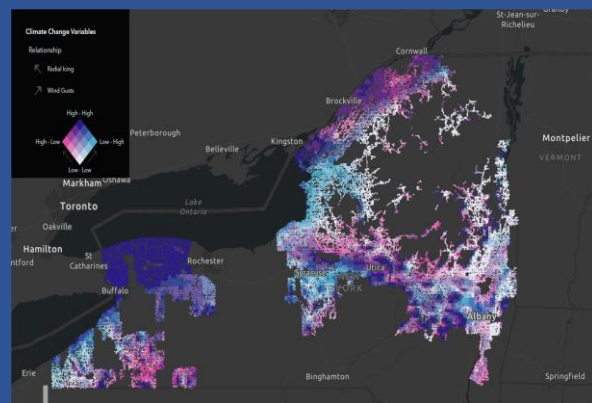 Climate Change Variables
Relationship
Radial Icing
Wind Gusts
High - High
High - Low
Low - High
Low - Low
St-Jean-sur-
Richelieu
Granby
Cornwall
Brockville
Peterborough
Belleville
Kingston
Montpelier
VERMONT
Markham
Oshawa
Toronto
Lake
Ontario
Oakville
Hamilton
ntford
St
Catharines
Rochester
Buffalo
Syracuse
Utica
YORK
Albany
Erie
Binghamton
Springfield